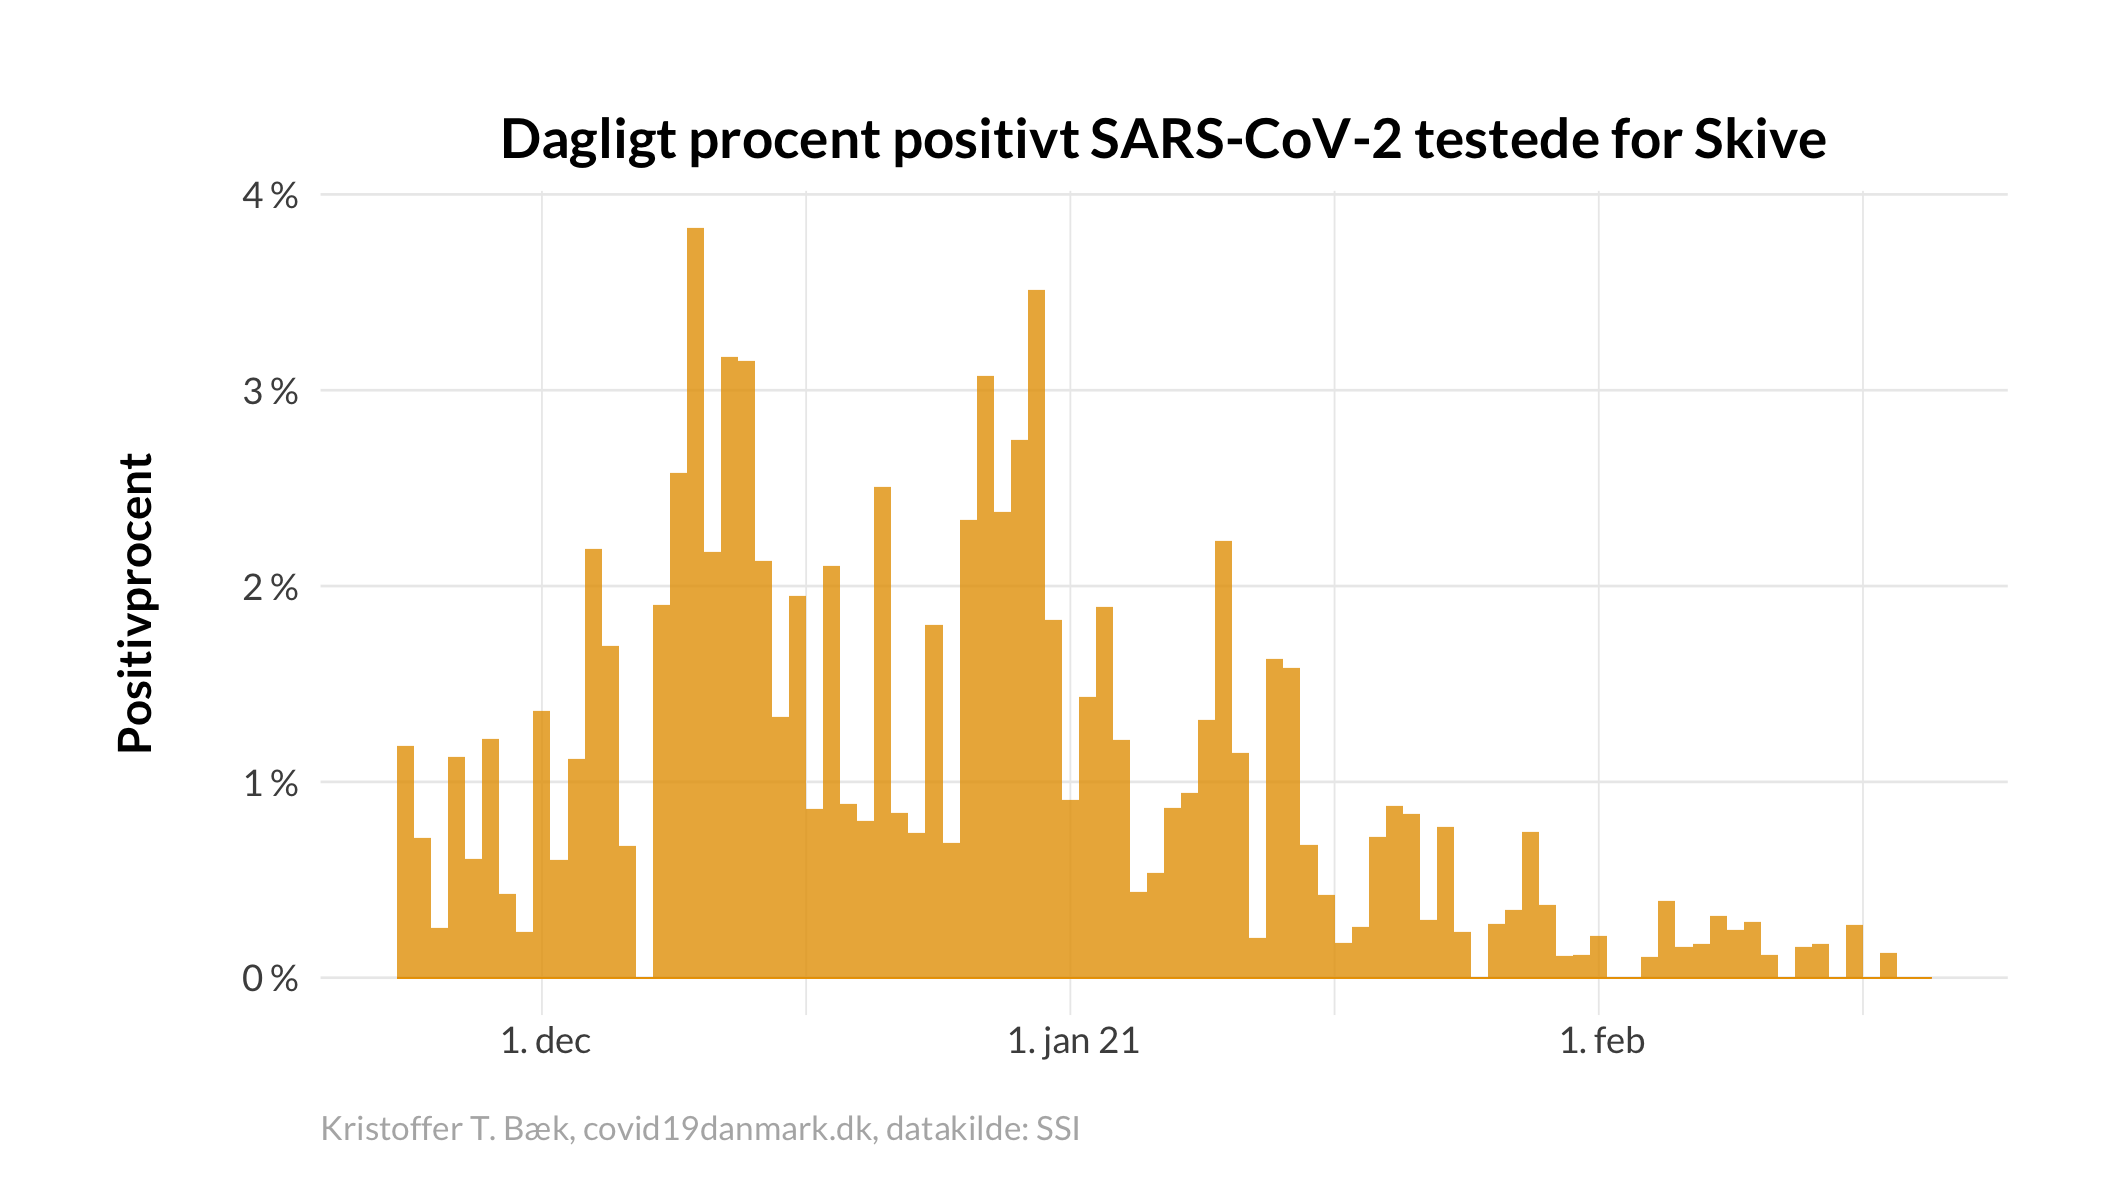 Dagligt procent positivt SARS-CoV-2 testede for Skive
Positivprocent
4 %
3 %
2 %
1 %
0 %
1. dec
1. jan 21
1. feb
Kristoffer T. Bæk, covid19danmark.dk, datakilde: SSI